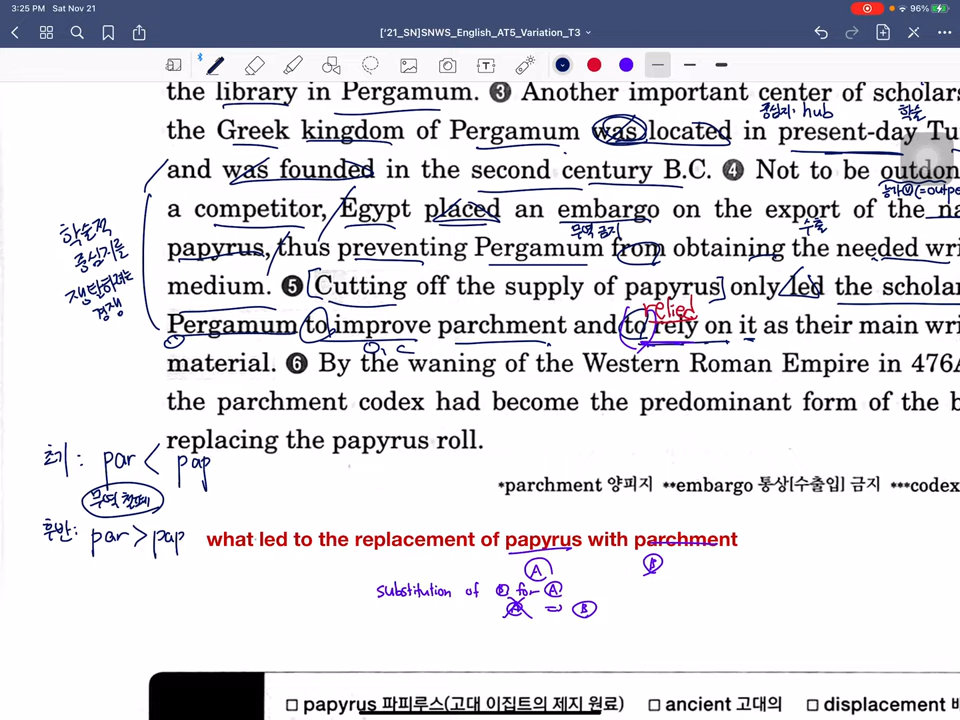 3:25 PM Sat Nov 21
96%
['21_SN]SNWS_English_AT5_Variation_T3
the library in Pergamum. ❸ Another important center of scholars
중심지·hub 학술
the Greek kingdom of Pergamum was located in present-day Tu
and was founded in the second century B.C. ❹ Not to be outdon
능가
a competitor, Egypt placed an embargo on the export of the na
무역 금지 수출
papyrus, thus preventing Pergamum from obtaining the needed wri
medium. ❺ [Cutting off the supply of papyrus] only led the scholar
relied
Pergamum to improve parchment and to rely on it as their main wri
O.C
학술적
중심지를
쟁탈하려는
경쟁
material. ❻ By the waning of the Western Roman Empire in 476A
the parchment codex had become the predominant form of the b
replacing the papyrus roll.
초기: par < pap
*parchment 양피지 **embargo 통상[수출입] 금지 ***codex
후반: par > pap
what led to the replacement of papyrus with parchment
A B
substitution of B for A
A ⇒ B
□ papyrus 파피루스(고대 이집트의 제지 원료) □ ancient 고대의 □ displacement